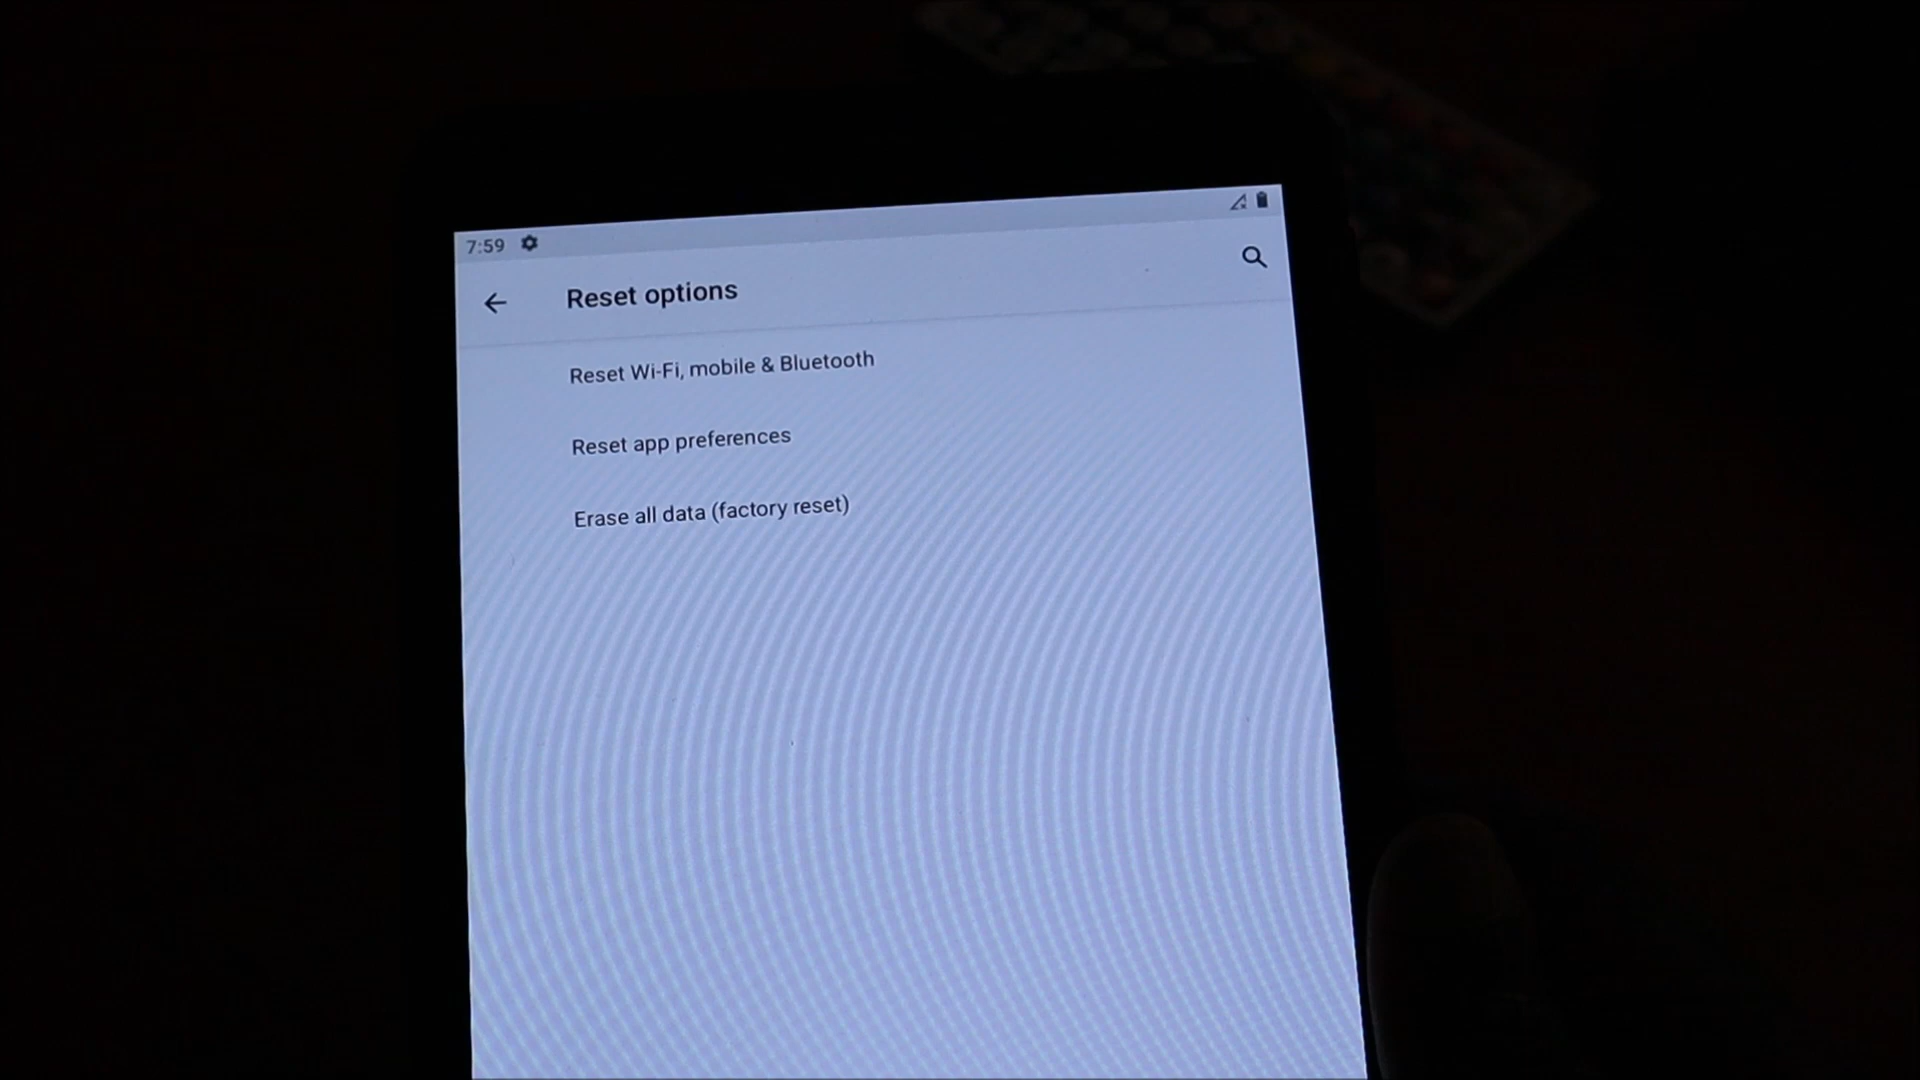 7:59
Reset options
Reset Wi-Fi, mobile & Bluetooth
Reset app preferences
Erase all data (factory reset)